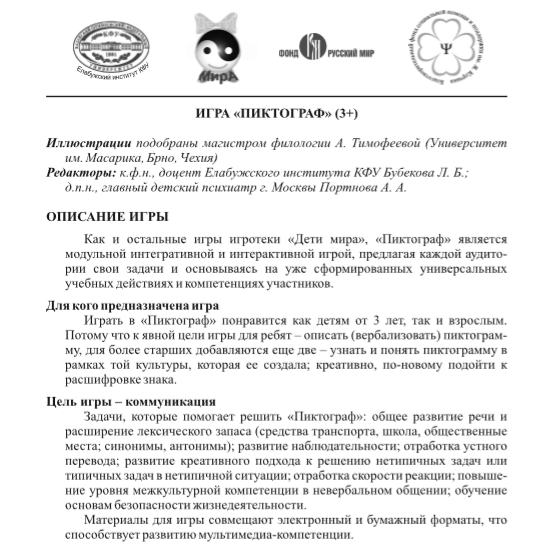 Елабужский институт КФУ
МирА
ФОНД РУССКИЙ МИР
ИГРА «ПИКТОГРАФ» (3+)
Иллюстрации подобраны магистром филологии А. Тимофеевой (Университет
им. Масарика, Брно, Чехия)
Редакторы: к.ф.н., доцент Елабужского института КФУ Бубекова Л. Б.;
д.п.н., главный детский психиатр г. Москвы Портнова А. А.
ОПИСАНИЕ ИГРЫ
Как и остальные игры игротеки «Дети мира», «Пиктограф» является
модульной интегративной и интерактивной игрой, предлагая каждой аудито-
рии свои задачи и основываясь на уже сформированных универсальных
учебных действиях и компетенциях участников.
Для кого предназначена игра
Играть в «Пиктограф» понравится как детям от 3 лет, так и взрослым.
Потому что к явной цели игры для ребят – описать (вербализовать) пиктограм-
му, для более старших добавляются еще две – узнать и понять пиктограмму в
рамках той культуры, которая ее создала; креативно, по-новому подойти к
расшифровке знака.
Цель игры – коммуникация
Задачи, которые помогает решить «Пиктограф»: общее развитие речи и
расширение лексического запаса (средства транспорта, школа, общественные
места; синонимы, антонимы); развитие наблюдательности; отработка устного
перевода; развитие креативного подхода к решению нетипичных задач или
типичных задач в нетипичной ситуации; отработка скорости реакции; повыше-
ние уровня межкультурной компетенции в невербальном общении; обучение
основам безопасности жизнедеятельности.
Материалы для игры совмещают электронный и бумажный форматы, что
способствует развитию мультимедиа-компетенции.